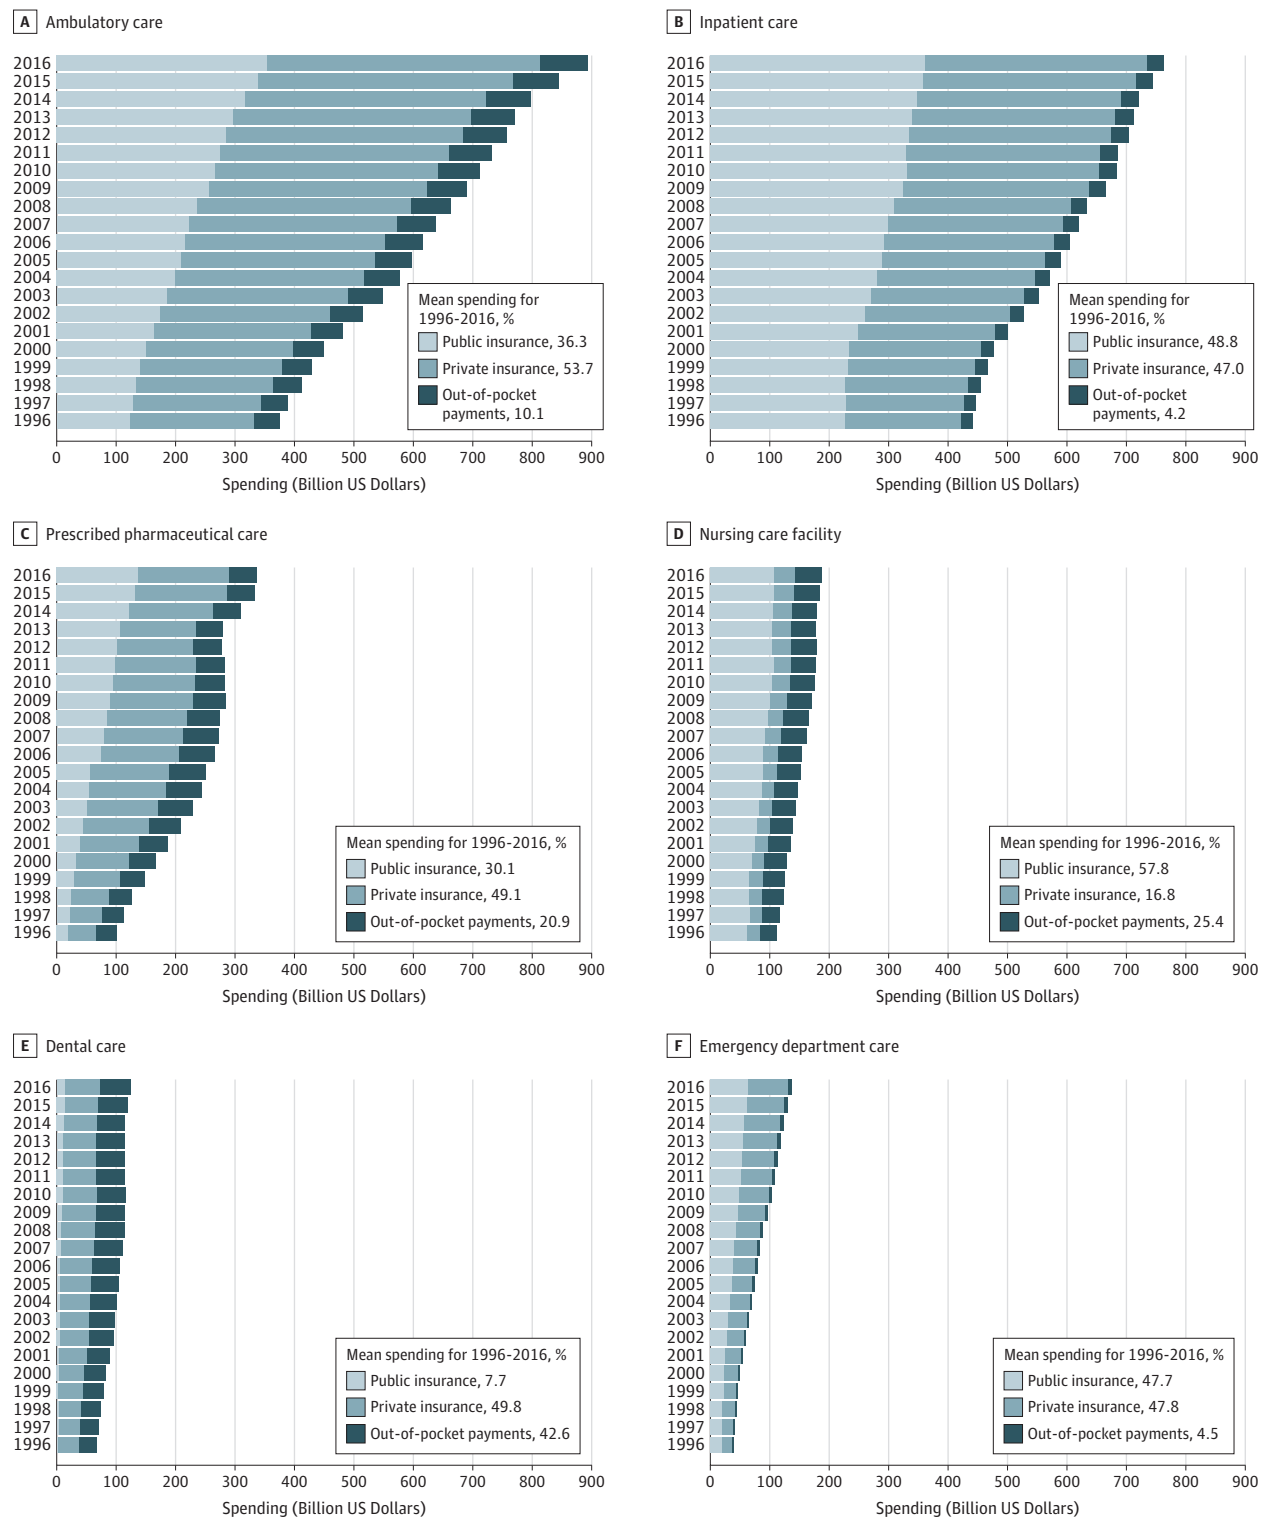 A Ambulatory care
2016
2015
2014
2013
2012
2011
2010
2009
2008
2007
2006
2005
2004
2003
2002
2001
2000
1999
1998
1997
1996
Mean spending for
1996-2016, %
Public insurance, 36.3
Private insurance, 53.7
Out-of-pocket
payments, 10.1
0 100 200 300 400 500 600 700 800 900
Spending (Billion US Dollars)
B Inpatient care
2016
2015
2014
2013
2012
2011
2010
2009
2008
2007
2006
2005
2004
2003
2002
2001
2000
1999
1998
1997
1996
Mean spending for
1996-2016, %
Public insurance, 48.8
Private insurance, 47.0
Out-of-pocket
payments, 4.2
0 100 200 300 400 500 600 700 800 900
Spending (Billion US Dollars)
C Prescribed pharmaceutical care
2016
2015
2014
2013
2012
2011
2010
2009
2008
2007
2006
2005
2004
2003
2002
2001
2000
1999
1998
1997
1996
Mean spending for 1996-2016, %
Public insurance, 30.1
Private insurance, 49.1
Out-of-pocket payments, 20.9
0 100 200 300 400 500 600 700 800 900
Spending (Billion US Dollars)
D Nursing care facility
2016
2015
2014
2013
2012
2011
2010
2009
2008
2007
2006
2005
2004
2003
2002
2001
2000
1999
1998
1997
1996
Mean spending for 1996-2016, %
Public insurance, 57.8
Private insurance, 16.8
Out-of-pocket payments, 25.4
0 100 200 300 400 500 600 700 800 900
Spending (Billion US Dollars)
E Dental care
2016
2015
2014
2013
2012
2011
2010
2009
2008
2007
2006
2005
2004
2003
2002
2001
2000
1999
1998
1997
1996
Mean spending for 1996-2016, %
Public insurance, 7.7
Private insurance, 49.8
Out-of-pocket payments, 42.6
0 100 200 300 400 500 600 700 800 900
Spending (Billion US Dollars)
F Emergency department care
2016
2015
2014
2013
2012
2011
2010
2009
2008
2007
2006
2005
2004
2003
2002
2001
2000
1999
1998
1997
1996
Mean spending for 1996-2016, %
Public insurance, 47.7
Private insurance, 47.8
Out-of-pocket payments, 4.5
0 100 200 300 400 500 600 700 800 900
Spending (Billion US Dollars)